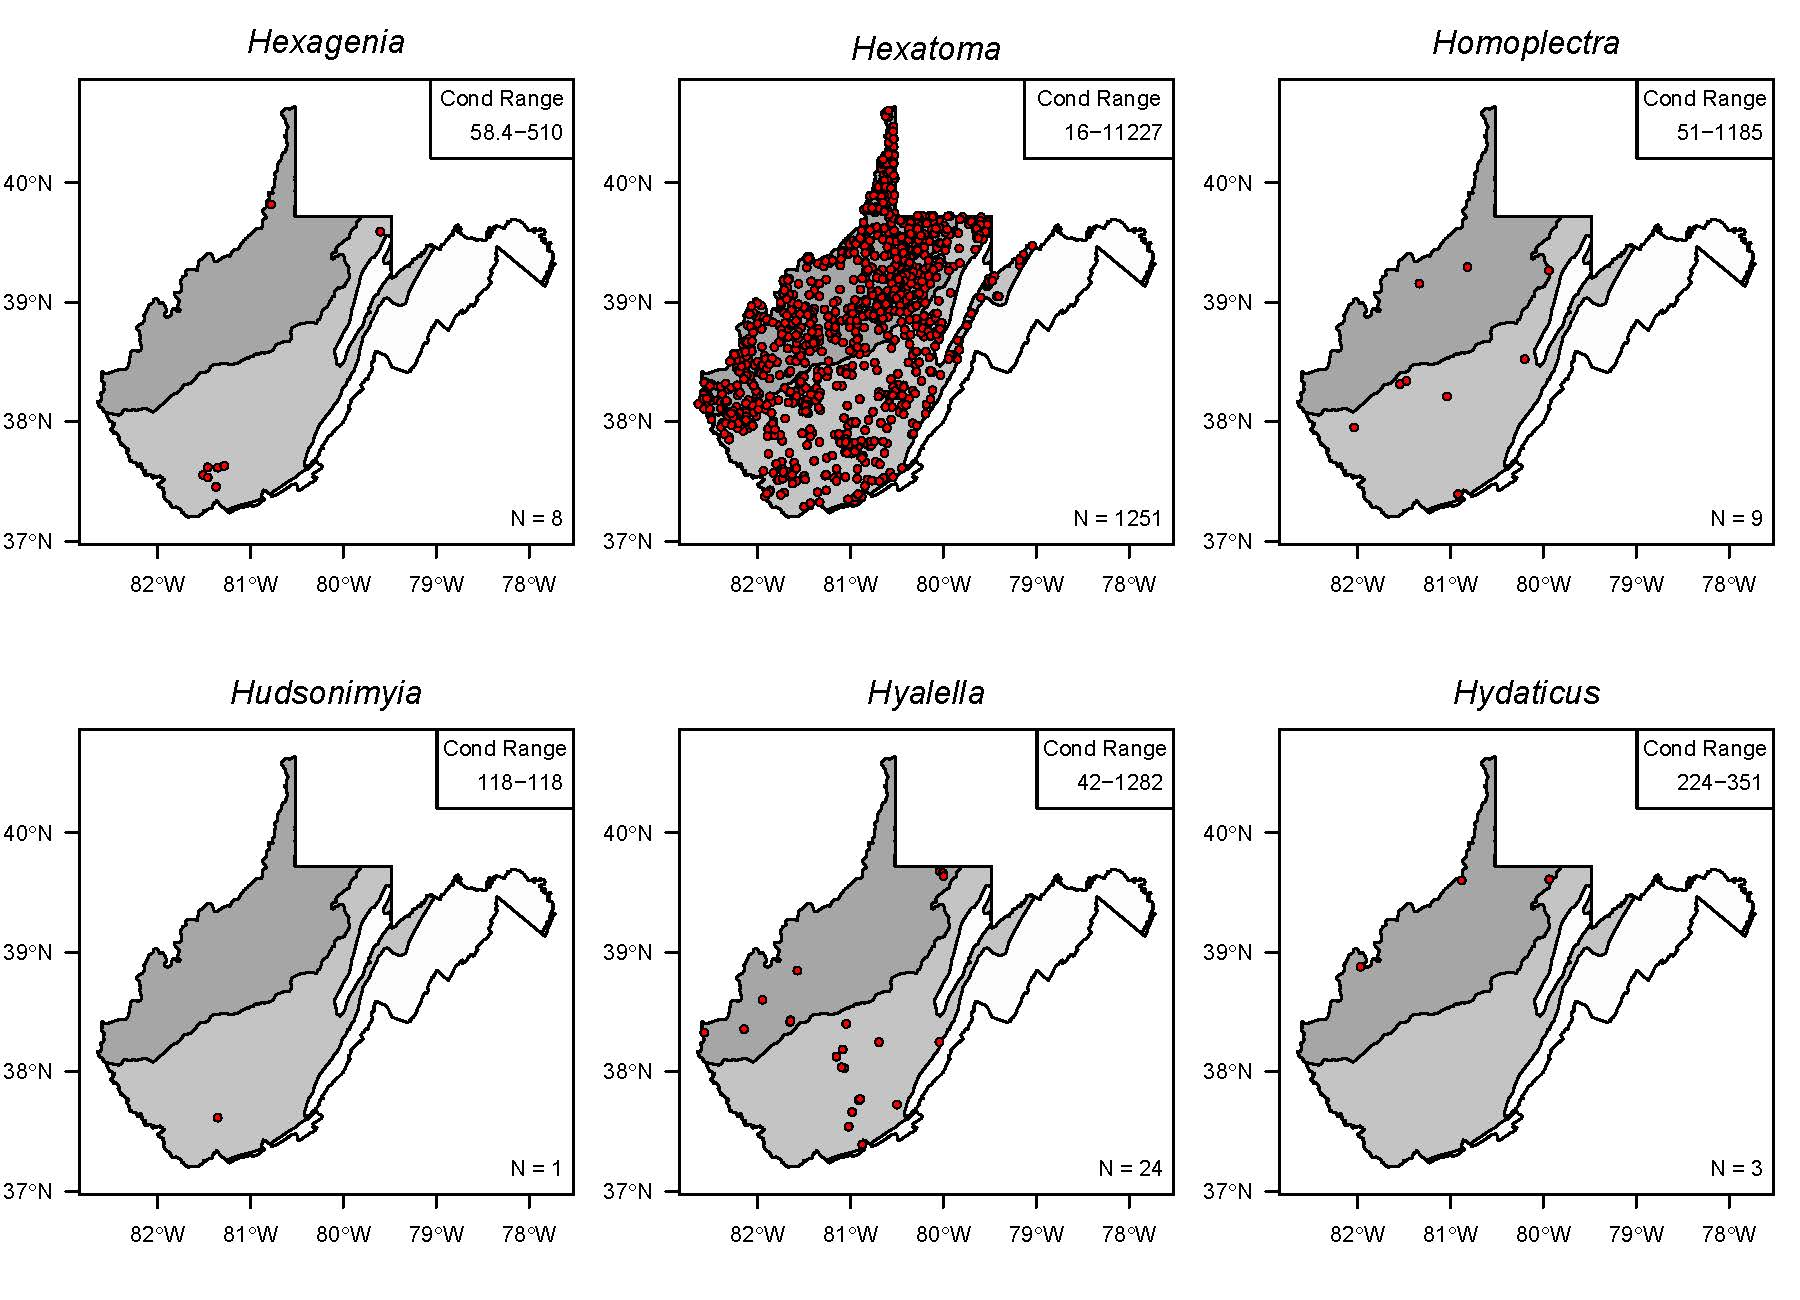 Hexagenia
Cond Range
58.4−510
40°N
39°N
38°N
37°N
N = 8
82°W 81°W 80°W 79°W 78°W
Hexatoma
Cond Range
16−11227
40°N
39°N
38°N
37°N
N = 1251
82°W 81°W 80°W 79°W 78°W
Homoplectra
Cond Range
51−1185
40°N
39°N
38°N
37°N
N = 9
82°W 81°W 80°W 79°W 78°W
Hudsonimyia
Cond Range
118−118
40°N
39°N
38°N
37°N
N = 1
82°W 81°W 80°W 79°W 78°W
Hyalella
Cond Range
42−1282
40°N
39°N
38°N
37°N
N = 24
82°W 81°W 80°W 79°W 78°W
Hydaticus
Cond Range
224−351
40°N
39°N
38°N
37°N
N = 3
82°W 81°W 80°W 79°W 78°W